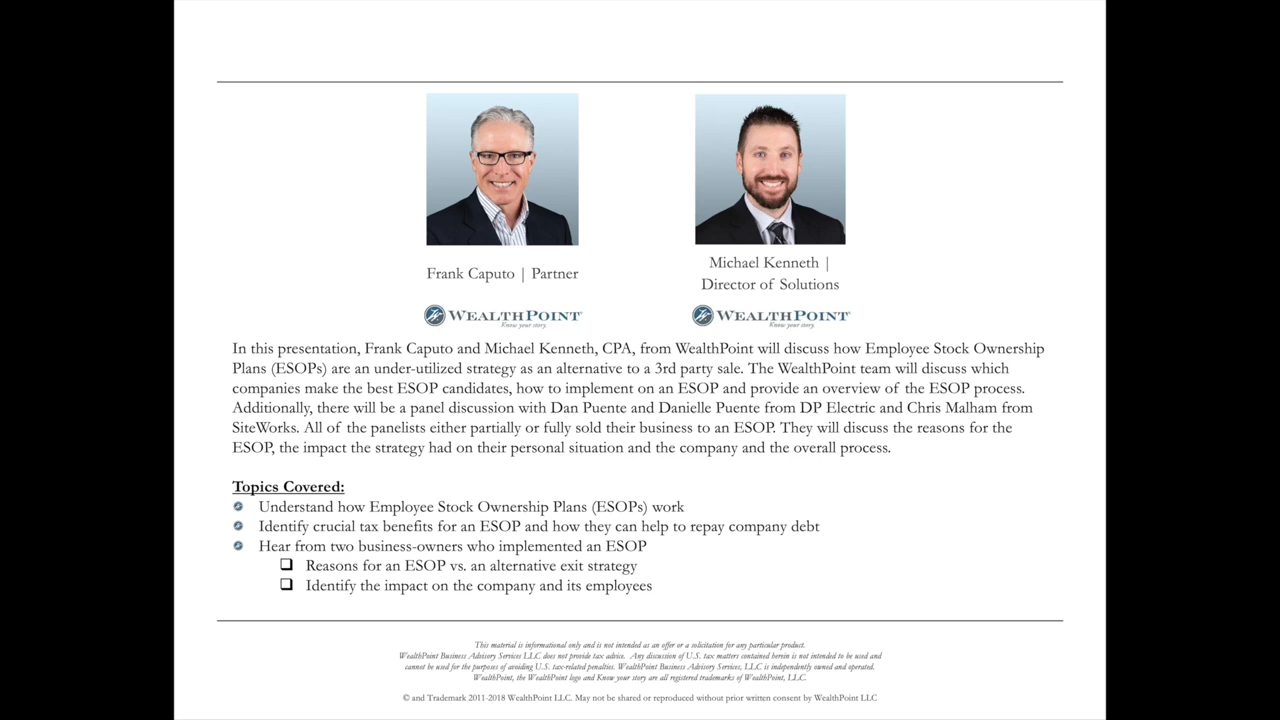 Frank Caputo | Partner
Michael Kenneth |
Director of Solutions
WEALTHPOINT®
Know your story.
WEALTHPOINT®
Know your story.
In this presentation, Frank Caputo and Michael Kenneth, CPA, from WealthPoint will discuss how Employee Stock Ownership
Plans (ESOPs) are an under-utilized strategy as an alternative to a 3rd party sale. The WealthPoint team will discuss which
companies make the best ESOP candidates, how to implement on an ESOP and provide an overview of the ESOP process.
Additionally, there will be a panel discussion with Dan Puente and Danielle Puente from DP Electric and Chris Malham from
SiteWorks. All of the panelists either partially or fully sold their business to an ESOP. They will discuss the reasons for the
ESOP, the impact the strategy had on their personal situation and the company and the overall process.
Topics Covered:
Understand how Employee Stock Ownership Plans (ESOPs) work
Identify crucial tax benefits for an ESOP and how they can help to repay company debt
Hear from two business-owners who implemented an ESOP
Reasons for an ESOP vs. an alternative exit strategy
Identify the impact on the company and its employees
This material is informational only and is not intended as an offer or a solicitation for any particular product.
WealthPoint Business Advisory Services LLC does not provide tax advice. Any discussion of U.S. tax matters contained herein is not intended to be used and
cannot be used for the purposes of avoiding U.S. tax-related penalties. WealthPoint Business Advisory Services, LLC is independently owned and operated.
WealthPoint, the WealthPoint logo and Know your story are all registered trademarks of WealthPoint, LLC.
© and Trademark 2011-2018 WealthPoint LLC. May not be shared or reproduced without prior written consent by WealthPoint LLC